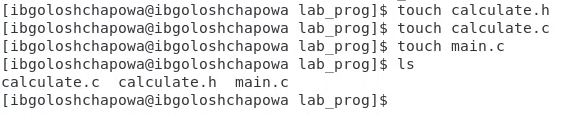 [ibgoloshchapowa@ibgoloshchapowa lab_prog]$ touch calculate.h
[ibgoloshchapowa@ibgoloshchapowa lab_prog]$ touch calculate.c
[ibgoloshchapowa@ibgoloshchapowa lab_prog]$ touch main.c
[ibgoloshchapowa@ibgoloshchapowa lab_prog]$ ls
calculate.c  calculate.h  main.c
[ibgoloshchapowa@ibgoloshchapowa lab_prog]$